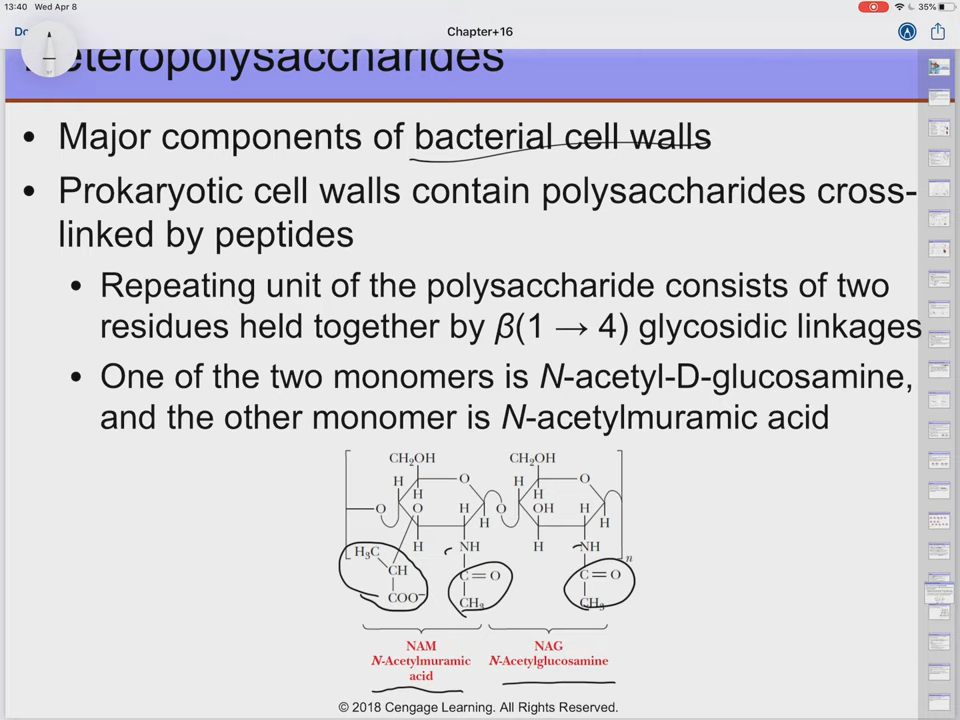 13:40 Wed Apr 8
35%
Chapter+16
eteropolysaccharides
• Major components of bacterial cell walls
• Prokaryotic cell walls contain polysaccharides cross-
linked by peptides
• Repeating unit of the polysaccharide consists of two
residues held together by β(1 → 4) glycosidic linkages
• One of the two monomers is N-acetyl-D-glucosamine,
and the other monomer is N-acetylmuramic acid
CH₂OH CH₂OH
H O H O
H H
O O H O OH H
H H
H NH H NH
H₃C n
CH C=O C=O
COO⁻ CH₃ CH₃
NAM NAG
N-Acetylmuramic N-Acetylglucosamine
acid
© 2018 Cengage Learning. All Rights Reserved.